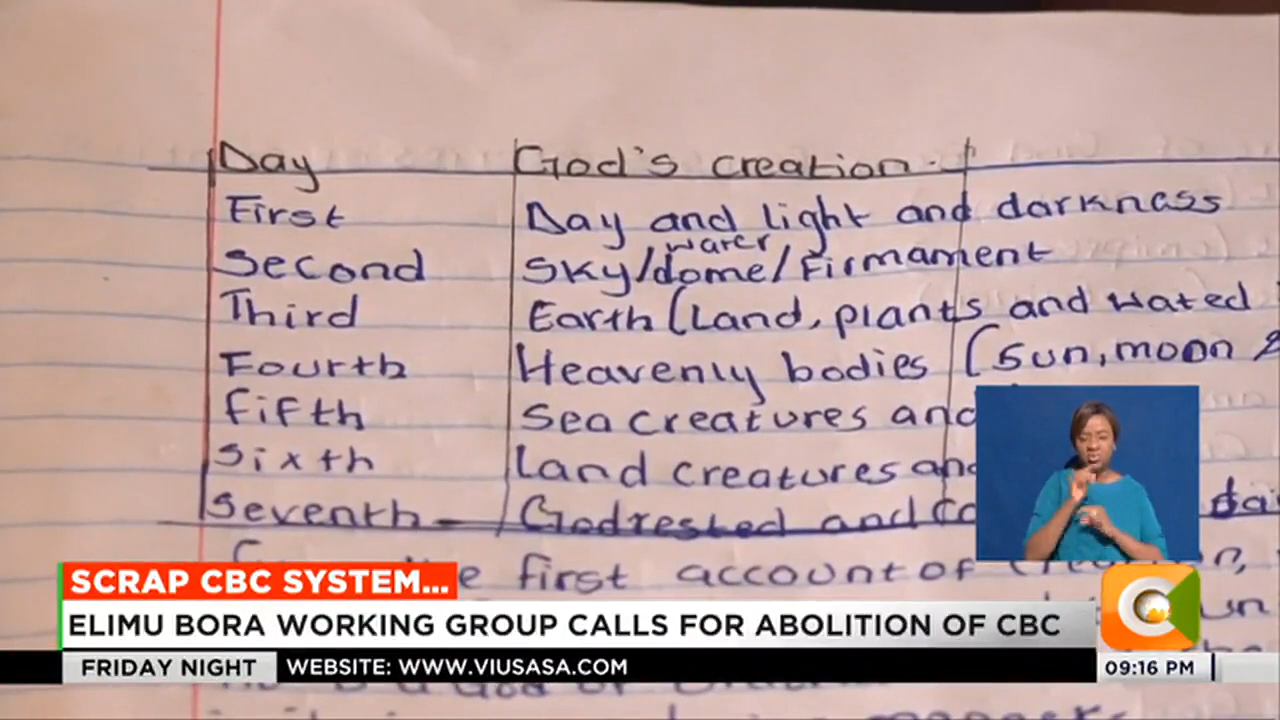 Day God's creation.
First Day and light and darkness
water
Second Sky/dome/Firmament
Third Earth (Land, plants and wated
Fourth Heavenly bodies (Sun, moon &
fifth Sea creatures and
Sixth Land creatures and
Seventh God rested and
first account of
SCRAP CBC SYSTEM...
ELIMU BORA WORKING GROUP CALLS FOR ABOLITION OF CBC
FRIDAY NIGHT WEBSITE: WWW.VIUSASA.COM 09:16 PM